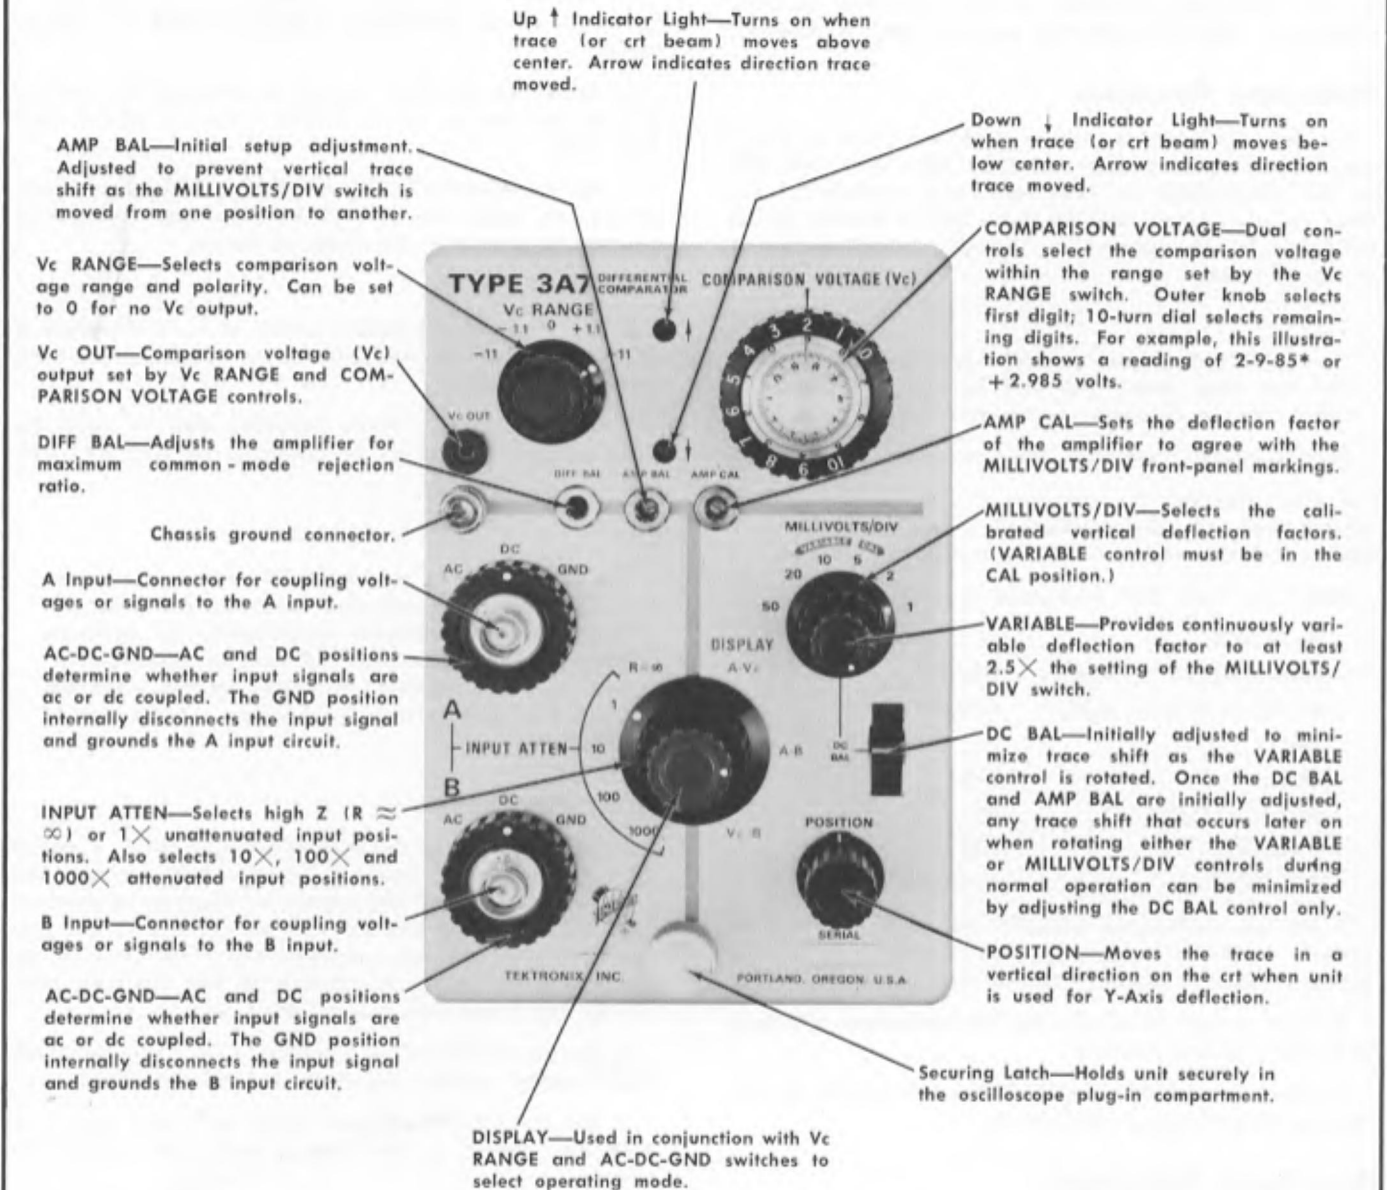 Up ↑ Indicator Light—Turns on when
trace (or crt beam) moves above
center. Arrow indicates direction trace
moved.
Down ↓ Indicator Light—Turns on
when trace (or crt beam) moves be-
low center. Arrow indicates direction
trace moved.
AMP BAL—Initial setup adjustment.
Adjusted to prevent vertical trace
shift as the MILLIVOLTS/DIV switch is
moved from one position to another.
Vc RANGE—Selects comparison volt-
age range and polarity. Can be set
to 0 for no Vc output.
Vc OUT—Comparison voltage (Vc)
output set by Vc RANGE and COM-
PARISON VOLTAGE controls.
DIFF BAL—Adjusts the amplifier for
maximum common-mode rejection
ratio.
Chassis ground connector.
A Input—Connector for coupling volt-
ages or signals to the A input.
AC-DC-GND—AC and DC positions
determine whether input signals are
ac or dc coupled. The GND position
internally disconnects the input signal
and grounds the A input circuit.
INPUT ATTEN—Selects high Z (R ≈
∞) or 1X unattenuated input posi-
tions. Also selects 10X, 100X and
1000X attenuated input positions.
B Input—Connector for coupling volt-
ages or signals to the B input.
AC-DC-GND—AC and DC positions
determine whether input signals are
ac or dc coupled. The GND position
internally disconnects the input signal
and grounds the B input circuit.
TYPE 3A7 DIFFERENTIAL
COMPARATOR
COMPARISON VOLTAGE (Vc)
Vc RANGE
-1.1 0 +1.1
-11 +11
↑
0 1 2 3 4 5 6 7 8 9 10
Vc OUT
↓
DIFF BAL AMP BAL AMP CAL
MILLIVOLTS/DIV
VARIABLE CAL
50 20 10 5 2 1
AC DC GND
DISPLAY
R ≈ ∞ A-Vc
1
A
INPUT ATTEN 10 A-B DC
BAL
B
100
1000 Vc-B
AC DC GND
POSITION
SERIAL
TEKTRONIX, INC. PORTLAND, OREGON, U.S.A.
COMPARISON VOLTAGE—Dual con-
trols select the comparison voltage
within the range set by the Vc
RANGE switch. Outer knob selects
first digit; 10-turn dial selects remain-
ing digits. For example, this illustra-
tion shows a reading of 2-9-85* or
+2.985 volts.
AMP CAL—Sets the deflection factor
of the amplifier to agree with the
MILLIVOLTS/DIV front-panel markings.
MILLIVOLTS/DIV—Selects the cali-
brated vertical deflection factors.
(VARIABLE control must be in the
CAL position.)
VARIABLE—Provides continuously vari-
able deflection factor to at least
2.5X the setting of the MILLIVOLTS/
DIV switch.
DC BAL—Initially adjusted to mini-
mize trace shift as the VARIABLE
control is rotated. Once the DC BAL
and AMP BAL are initially adjusted,
any trace shift that occurs later on
when rotating either the VARIABLE
or MILLIVOLTS/DIV controls during
normal operation can be minimized
by adjusting the DC BAL control only.
POSITION—Moves the trace in a
vertical direction on the crt when unit
is used for Y-Axis deflection.
Securing Latch—Holds unit securely in
the oscilloscope plug-in compartment.
DISPLAY—Used in conjunction with Vc
RANGE and AC-DC-GND switches to
select operating mode.